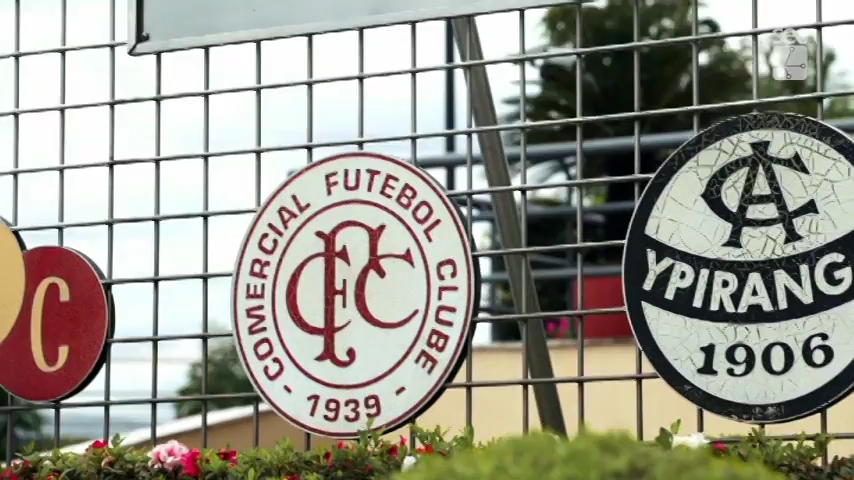 C
COMERCIAL FUTEBOL CLUBE
CFC
- 1939 -
CA
YPIRANG
1906